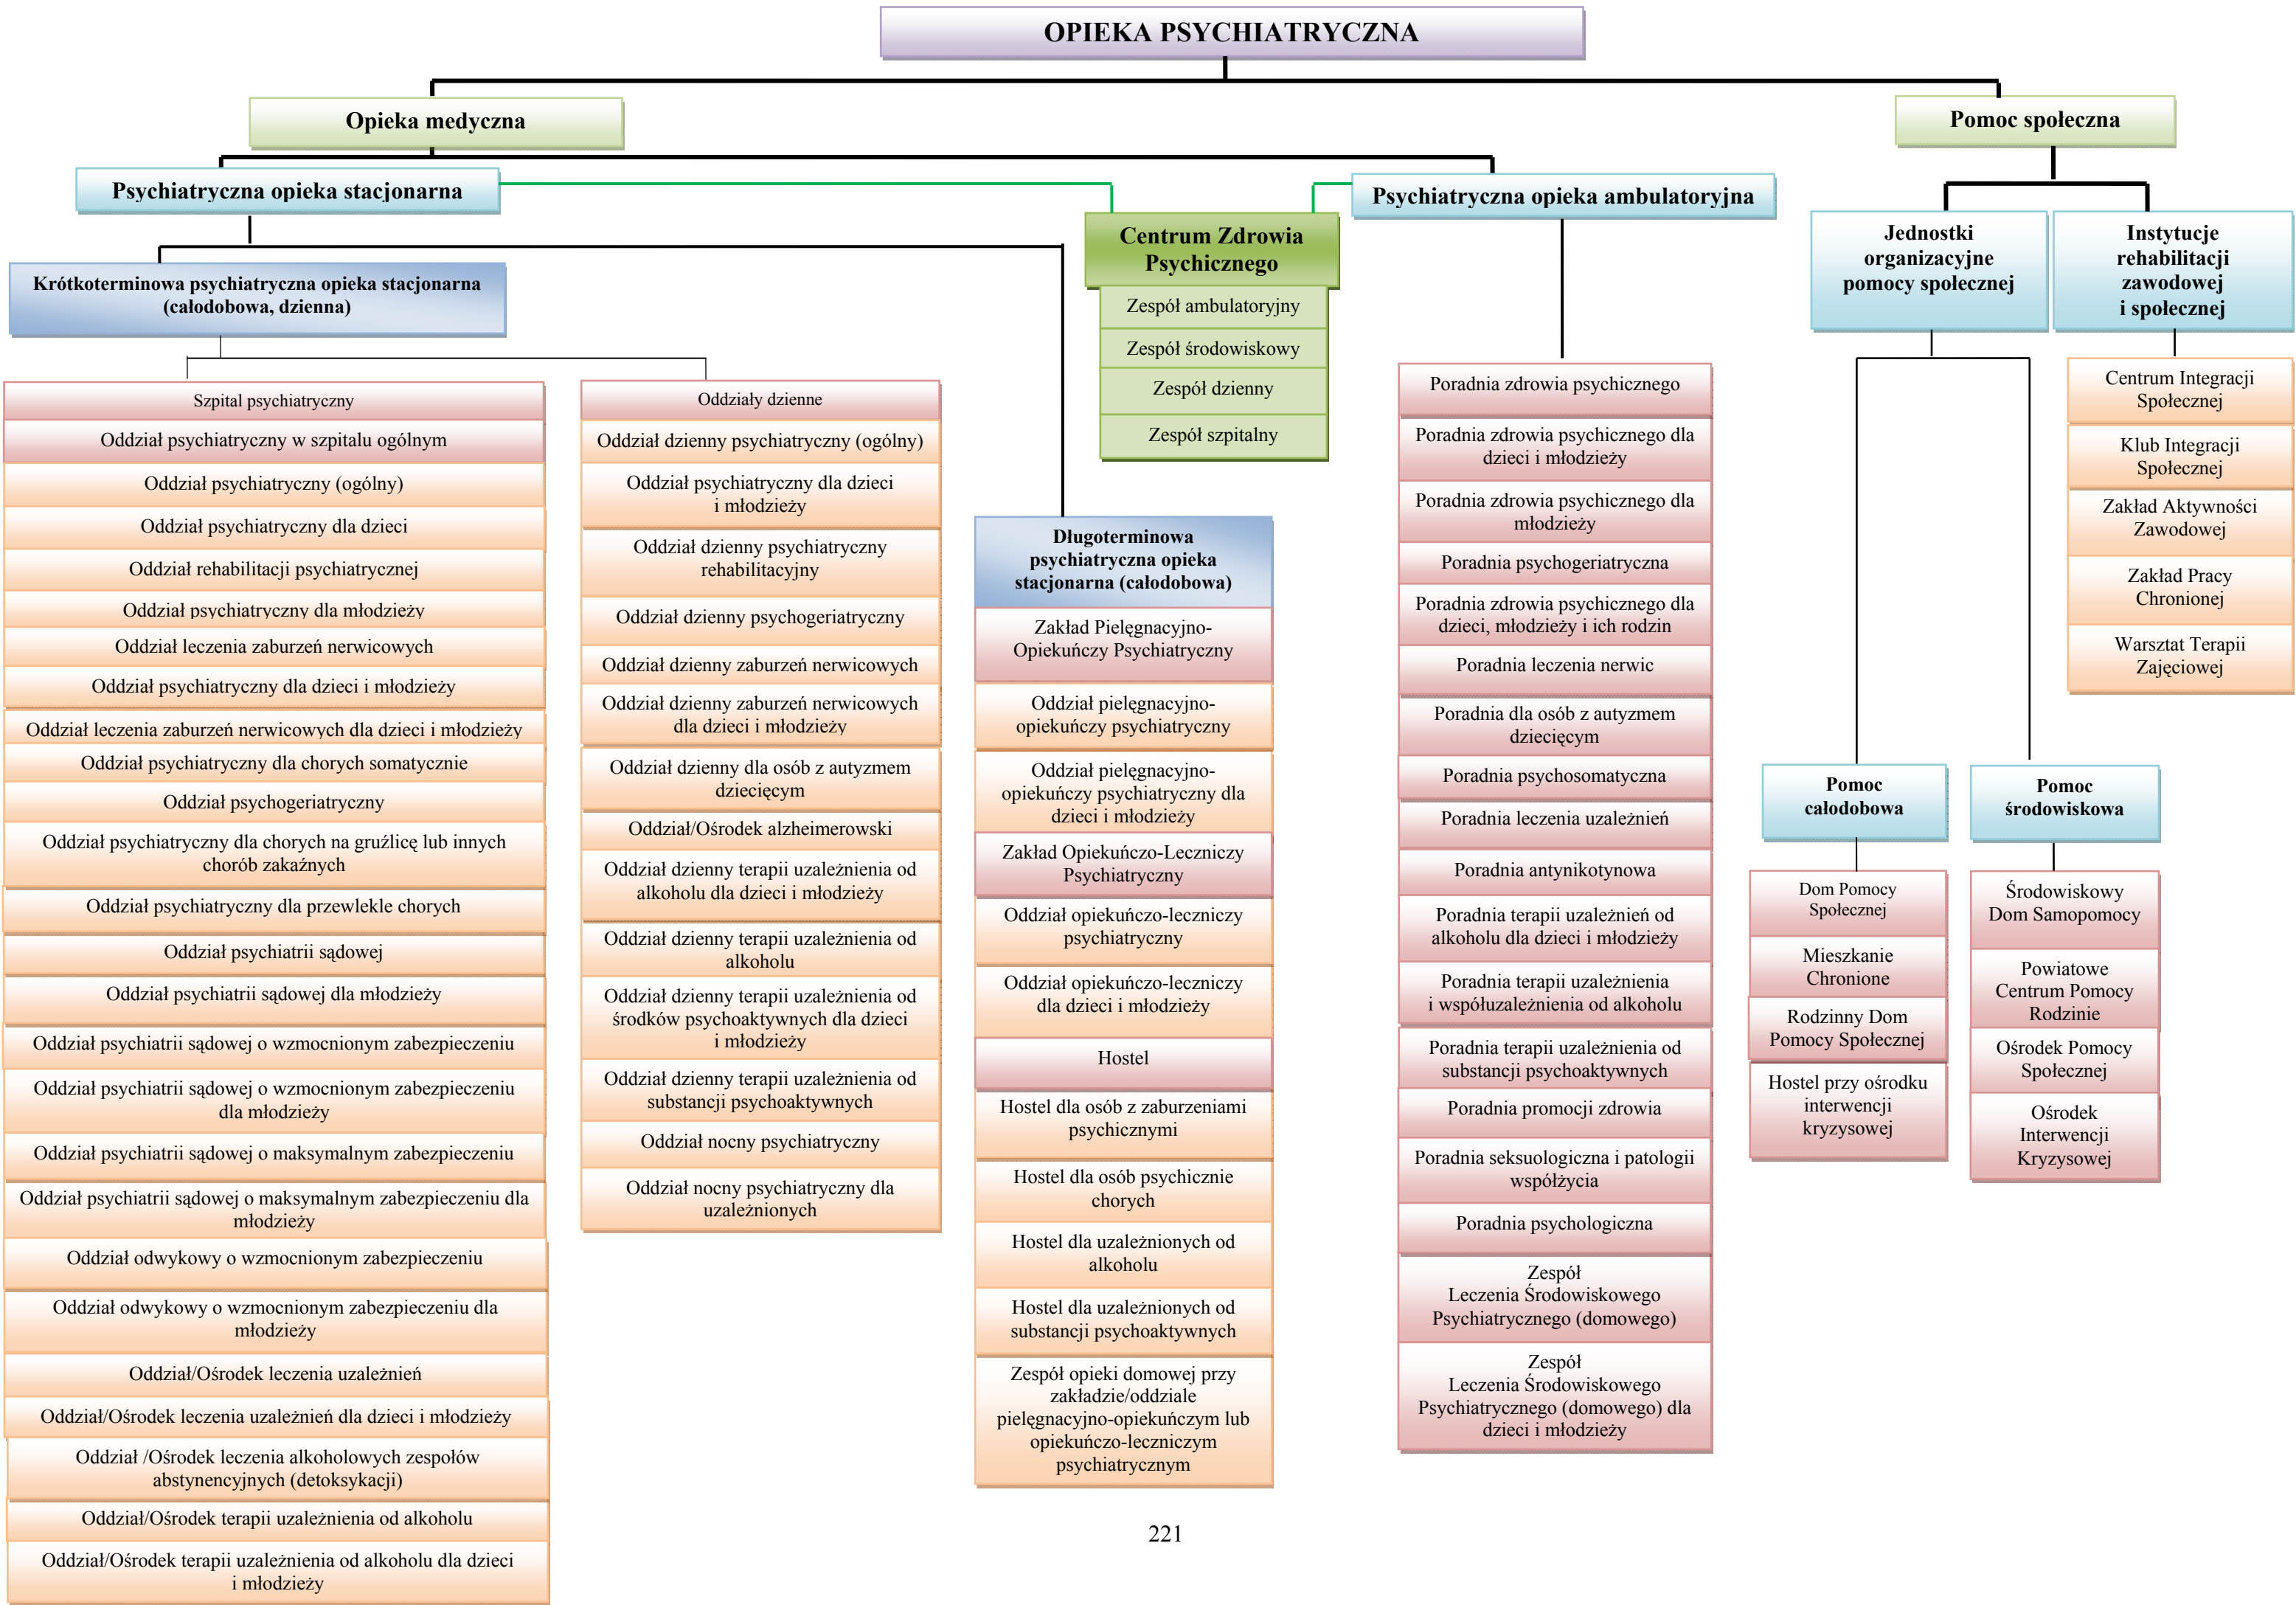 OPIEKA PSYCHIATRYCZNA
Opieka medyczna
Pomoc społeczna
Psychiatryczna opieka stacjonarna
Psychiatryczna opieka ambulatoryjna
Centrum Zdrowia
Psychicznego
Zespół ambulatoryjny
Zespół środowiskowy
Zespół dzienny
Zespół szpitalny
Jednostki
organizacyjne
pomocy społecznej
Instytucje
rehabilitacji
zawodowej
i społecznej
Krótkoterminowa psychiatryczna opieka stacjonarna
(całodobowa, dzienna)
Szpital psychiatryczny
Oddział psychiatryczny w szpitalu ogólnym
Oddział psychiatryczny (ogólny)
Oddział psychiatryczny dla dzieci
Oddział rehabilitacji psychiatrycznej
Oddział psychiatryczny dla młodzieży
Oddział leczenia zaburzeń nerwicowych
Oddział psychiatryczny dla dzieci i młodzieży
Oddział leczenia zaburzeń nerwicowych dla dzieci i młodzieży
Oddział psychiatryczny dla chorych somatycznie
Oddział psychogeriatryczny
Oddział psychiatryczny dla chorych na gruźlicę lub innych
chorób zakaźnych
Oddział psychiatryczny dla przewlekle chorych
Oddział psychiatrii sądowej
Oddział psychiatrii sądowej dla młodzieży
Oddział psychiatrii sądowej o wzmocnionym zabezpieczeniu
Oddział psychiatrii sądowej o wzmocnionym zabezpieczeniu
dla młodzieży
Oddział psychiatrii sądowej o maksymalnym zabezpieczeniu
Oddział psychiatrii sądowej o maksymalnym zabezpieczeniu dla
młodzieży
Oddział odwykowy o wzmocnionym zabezpieczeniu
Oddział odwykowy o wzmocnionym zabezpieczeniu dla
młodzieży
Oddział/Ośrodek leczenia uzależnień
Oddział/Ośrodek leczenia uzależnień dla dzieci i młodzieży
Oddział /Ośrodek leczenia alkoholowych zespołów
abstynencyjnych (detoksykacji)
Oddział/Ośrodek terapii uzależnienia od alkoholu
Oddział/Ośrodek terapii uzależnienia od alkoholu dla dzieci
i młodzieży
Oddziały dzienne
Oddział dzienny psychiatryczny (ogólny)
Oddział psychiatryczny dla dzieci
i młodzieży
Oddział dzienny psychiatryczny
rehabilitacyjny
Oddział dzienny psychogeriatryczny
Oddział dzienny zaburzeń nerwicowych
Oddział dzienny zaburzeń nerwicowych
dla dzieci i młodzieży
Oddział dzienny dla osób z autyzmem
dziecięcym
Oddział/Ośrodek alzheimerowski
Oddział dzienny terapii uzależnienia od
alkoholu dla dzieci i młodzieży
Oddział dzienny terapii uzależnienia od
alkoholu
Oddział dzienny terapii uzależnienia od
środków psychoaktywnych dla dzieci
i młodzieży
Oddział dzienny terapii uzależnienia od
substancji psychoaktywnych
Oddział nocny psychiatryczny
Oddział nocny psychiatryczny dla
uzależnionych
Długoterminowa
psychiatryczna opieka
stacjonarna (całodobowa)
Zakład Pielęgnacyjno-
Opiekuńczy Psychiatryczny
Oddział pielęgnacyjno-
opiekuńczy psychiatryczny
Oddział pielęgnacyjno-
opiekuńczy psychiatryczny dla
dzieci i młodzieży
Zakład Opiekuńczo-Leczniczy
Psychiatryczny
Oddział opiekuńczo-leczniczy
psychiatryczny
Oddział opiekuńczo-leczniczy
dla dzieci i młodzieży
Hostel
Hostel dla osób z zaburzeniami
psychicznymi
Hostel dla osób psychicznie
chorych
Hostel dla uzależnionych od
alkoholu
Hostel dla uzależnionych od
substancji psychoaktywnych
Zespół opieki domowej przy
zakładzie/oddziale
pielęgnacyjno-opiekuńczym lub
opiekuńczo-leczniczym
psychiatrycznym
Poradnia zdrowia psychicznego
Poradnia zdrowia psychicznego dla
dzieci i młodzieży
Poradnia zdrowia psychicznego dla
młodzieży
Poradnia psychogeriatryczna
Poradnia zdrowia psychicznego dla
dzieci, młodzieży i ich rodzin
Poradnia leczenia nerwic
Poradnia dla osób z autyzmem
dziecięcym
Poradnia psychosomatyczna
Poradnia leczenia uzależnień
Poradnia antynikotynowa
Poradnia terapii uzależnień od
alkoholu dla dzieci i młodzieży
Poradnia terapii uzależnienia
i współuzależnienia od alkoholu
Poradnia terapii uzależnienia od
substancji psychoaktywnych
Poradnia promocji zdrowia
Poradnia seksuologiczna i patologii
współżycia
Poradnia psychologiczna
Zespół
Leczenia Środowiskowego
Psychiatrycznego (domowego)
Zespół
Leczenia Środowiskowego
Psychiatrycznego (domowego) dla
dzieci i młodzieży
Pomoc
całodobowa
Dom Pomocy
Społecznej
Mieszkanie
Chronione
Rodzinny Dom
Pomocy Społecznej
Hostel przy ośrodku
interwencji
kryzysowej
Pomoc
środowiskowa
Środowiskowy
Dom Samopomocy
Powiatowe
Centrum Pomocy
Rodzinie
Ośrodek Pomocy
Społecznej
Ośrodek
Interwencji
Kryzysowej
Centrum Integracji
Społecznej
Klub Integracji
Społecznej
Zakład Aktywności
Zawodowej
Zakład Pracy
Chronionej
Warsztat Terapii
Zajęciowej
221